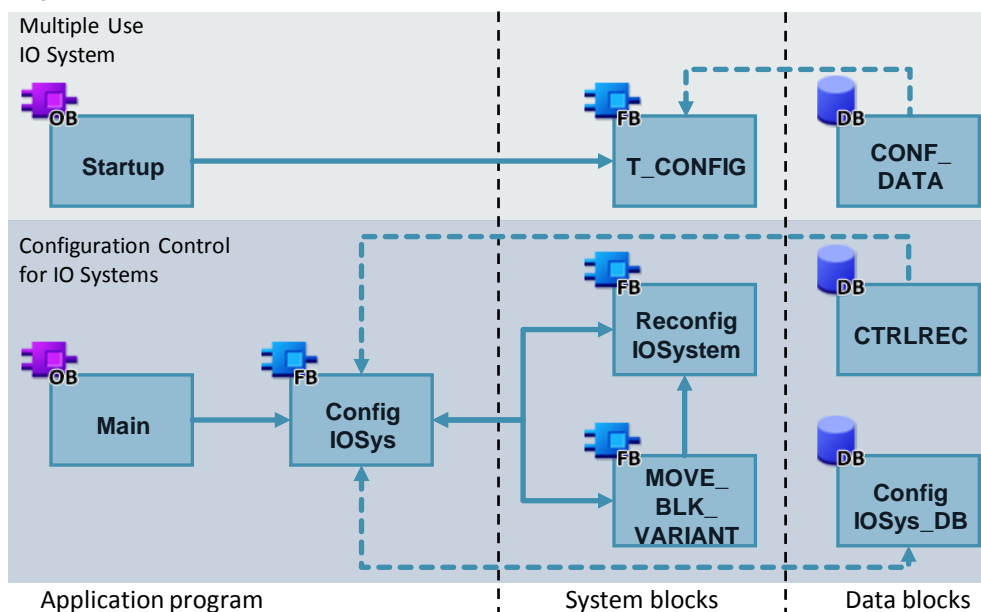 Multiple Use
IO System
OB
Startup
FB
T_CONFIG
DB
CONF_
DATA
Configuration Control
for IO Systems
OB
Main
FB
Config
IOSys
FB
Reconfig
IOSystem
FB
MOVE_
BLK_
VARIANT
DB
CTRLREC
DB
Config
IOSys_DB
Application program
System blocks
Data blocks